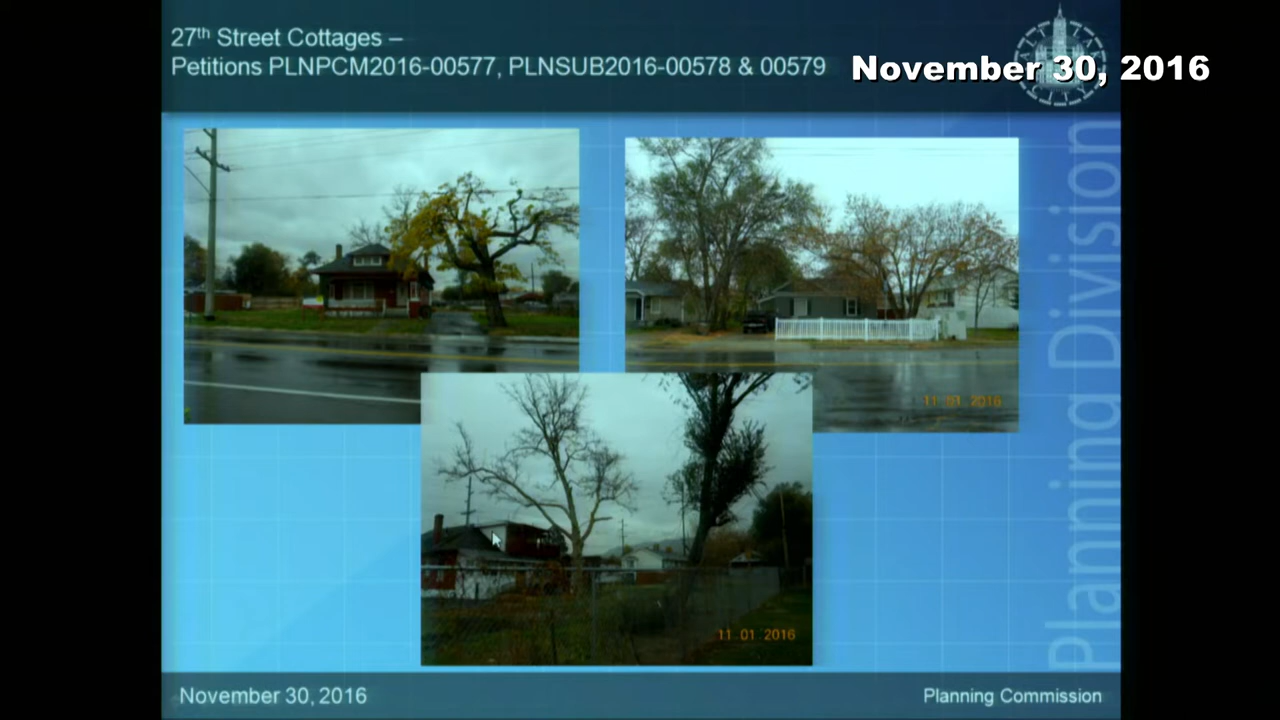 27th Street Cottages –
Petitions PLNPCM2016-00577, PLNSUB2016-00578 & 00579
November 30, 2016
Planning Division
11 01 2016
11 01 2016
November 30, 2016
Planning Commission